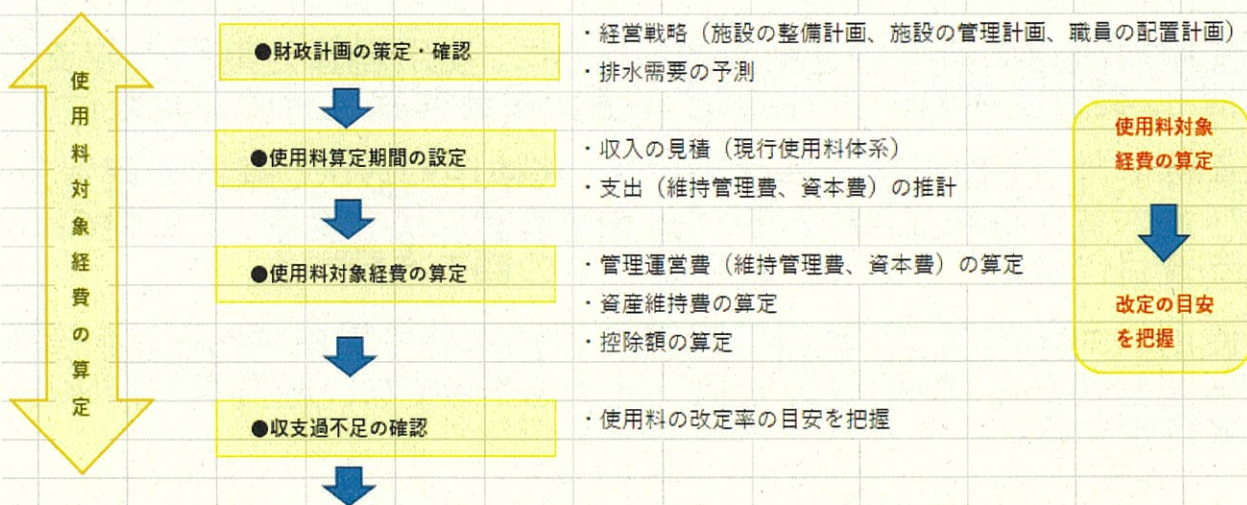 使用料対象経費の算定
●財政計画の策定・確認
・経営戦略（施設の整備計画、施設の管理計画、職員の配置計画）
・排水需要の予測
●使用料算定期間の設定
・収入の見積（現行使用料体系）
・支出（維持管理費、資本費）の推計
●使用料対象経費の算定
・管理運営費（維持管理費、資本費）の算定
・資産維持費の算定
・控除額の算定
●収支過不足の確認
・使用料の改定率の目安を把握
使用料対象
経費の算定
改定の目安
を把握